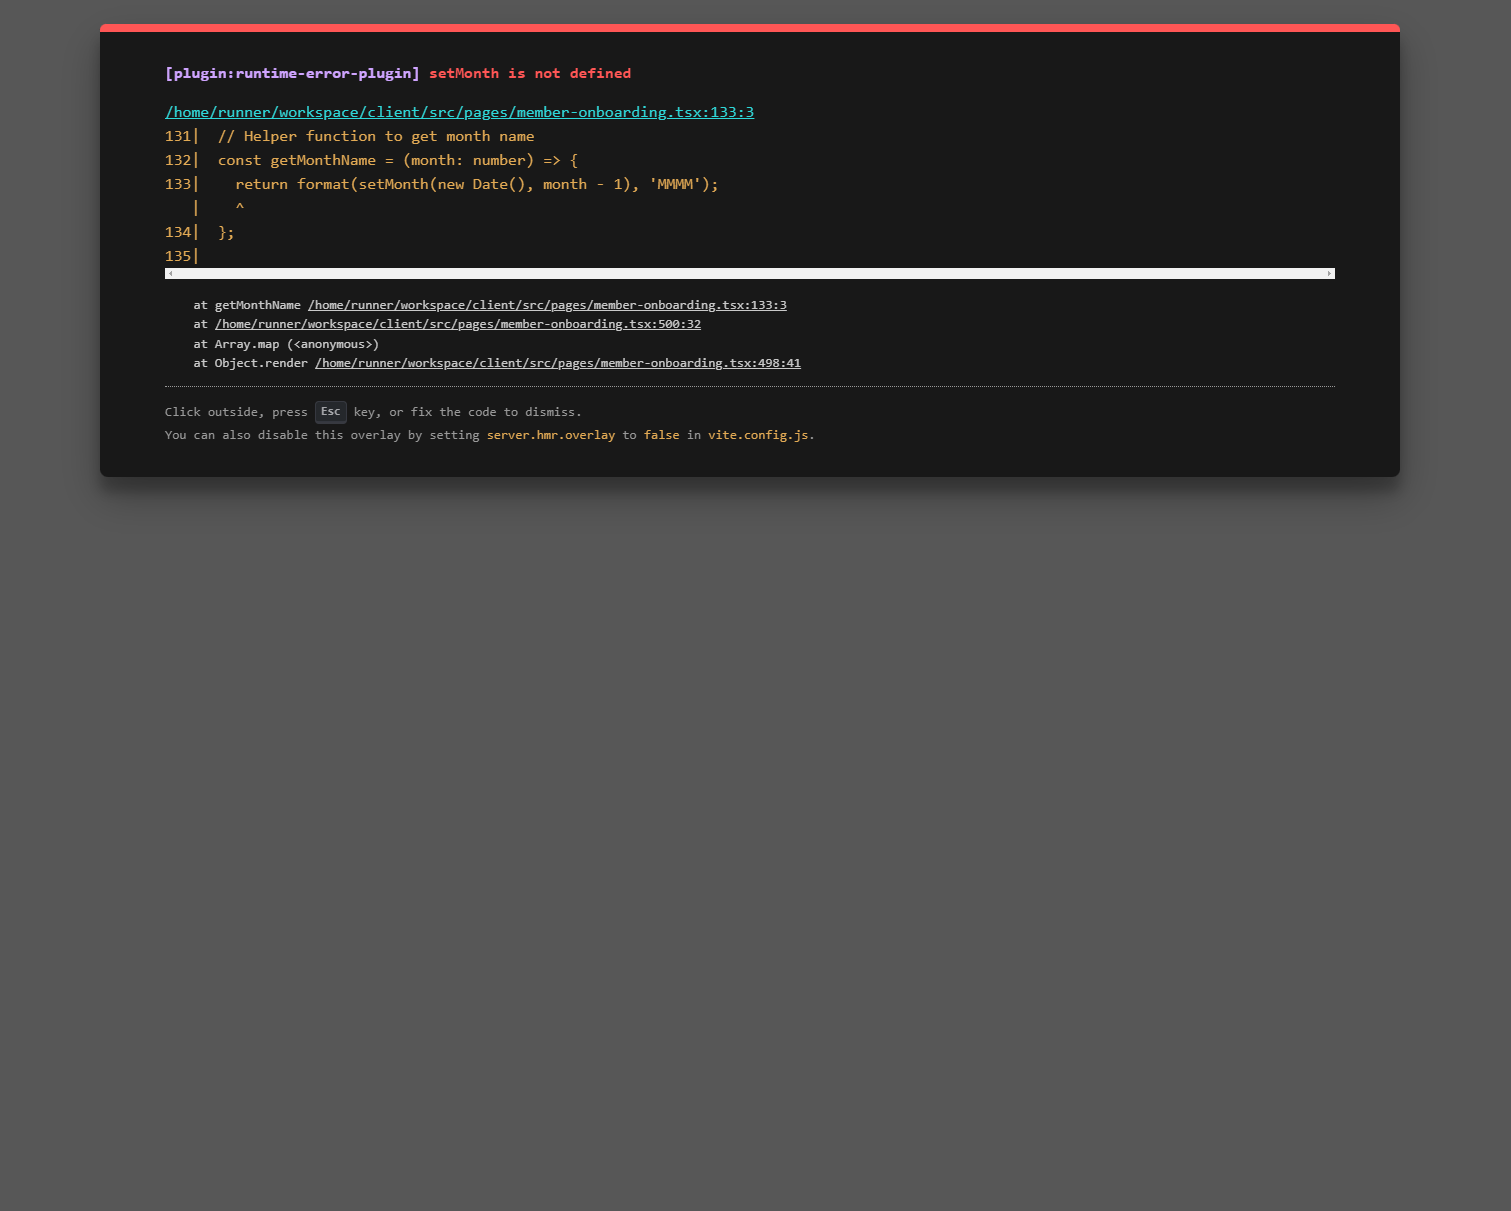 [plugin:runtime-error-plugin] setMonth is not defined
/home/runner/workspace/client/src/pages/member-onboarding.tsx:133:3
131|  // Helper function to get month name
132|  const getMonthName = (month: number) => {
133|    return format(setMonth(new Date(), month - 1), 'MMMM');
   |    ^
134|  };
135|
at getMonthName /home/runner/workspace/client/src/pages/member-onboarding.tsx:133:3
at /home/runner/workspace/client/src/pages/member-onboarding.tsx:500:32
at Array.map (<anonymous>)
at Object.render /home/runner/workspace/client/src/pages/member-onboarding.tsx:498:41
Click outside, press Esc key, or fix the code to dismiss.
You can also disable this overlay by setting server.hmr.overlay to false in vite.config.js.